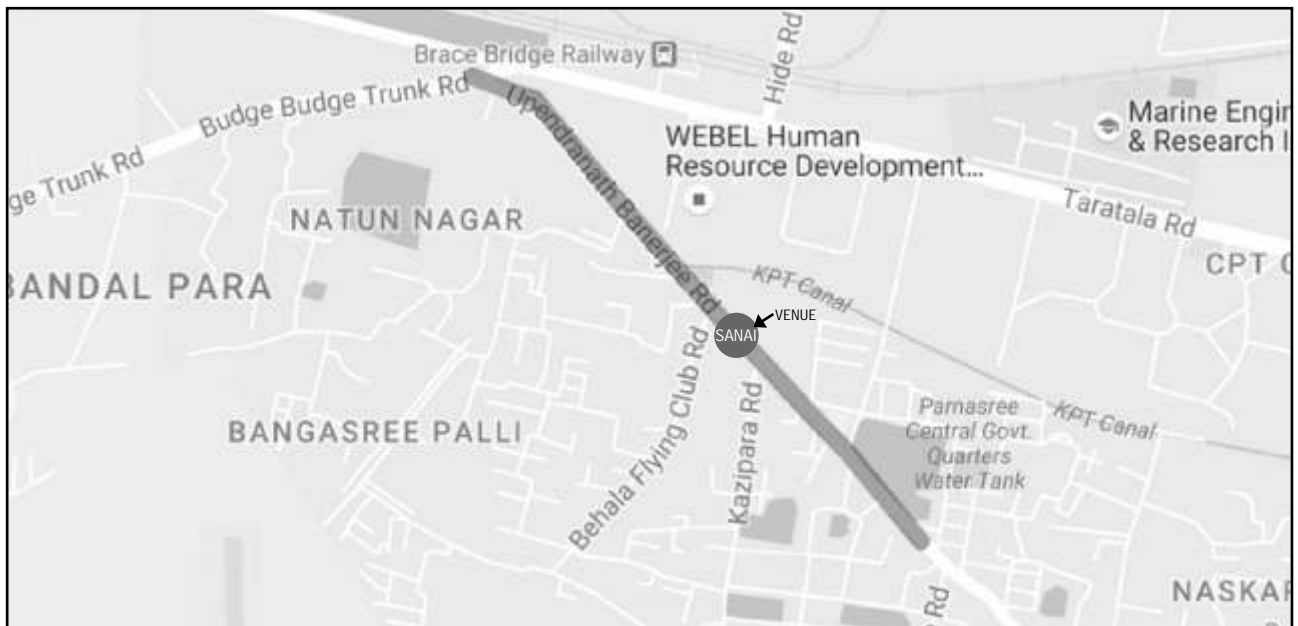 Brace Bridge Railway
Hide Rd
Budge Budge Trunk Rd
ge Trunk Rd
Upendranath Banerjee Rd
WEBEL Human
Resource Development...
Marine Engir
& Research I
Taratala Rd
NATUN NAGAR
BANDAL PARA
CPT C
KPT Canal
VENUE
SANAI
Behala Flying Club Rd
Kazipara Rd
BANGASREE PALLI
Parnasree
Central Govt.
Quarters
Water Tank
KPT Canal
NASKAR
Rd